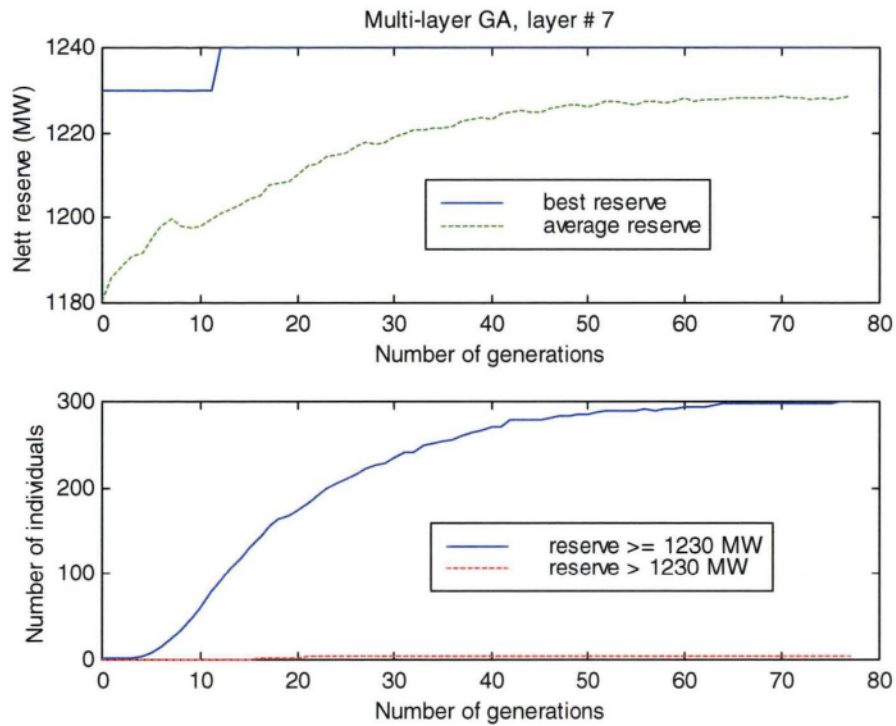 Multi-layer GA, layer # 7
Nett reserve (MW)
1240
1220
1200
1180
best reserve
average reserve
0 10 20 30 40 50 60 70 80
Number of generations
Number of individuals
300
200
100
0
reserve >= 1230 MW
reserve > 1230 MW
0 10 20 30 40 50 60 70 80
Number of generations